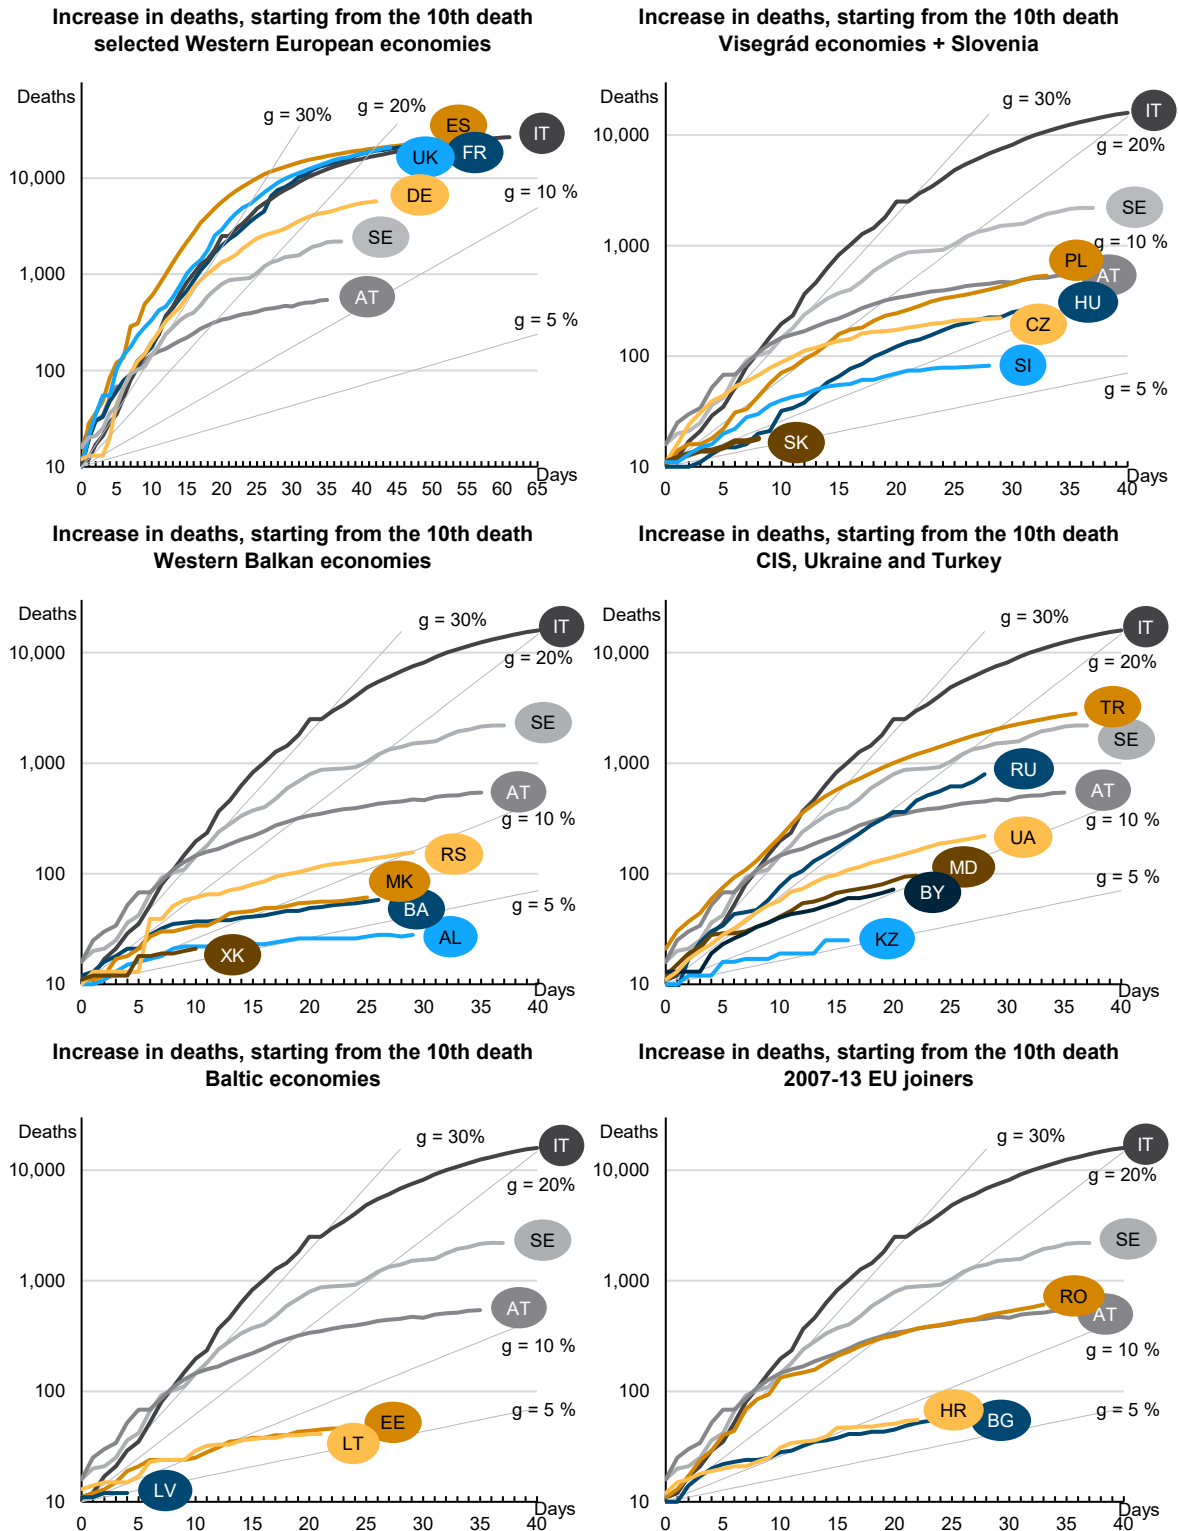 Increase in deaths, starting from the 10th death
selected Western European economies
Deaths
g = 30%
g = 20%
ES
IT
UK
FR
10,000
DE
g = 10 %
SE
1,000
AT
g = 5 %
100
10
Days
0 5 10 15 20 25 30 35 40 45 50 55 60 65
Increase in deaths, starting from the 10th death
Visegrád economies + Slovenia
Deaths
g = 30%
IT
10,000
g = 20%
SE
1,000
g = 10 %
PL
AT
HU
CZ
100
SI
g = 5 %
SK
10
Days
0 5 10 15 20 25 30 35 40
Increase in deaths, starting from the 10th death
Western Balkan economies
Deaths
g = 30%
IT
10,000
g = 20%
SE
1,000
AT
g = 10 %
RS
100
MK
BA
g = 5 %
AL
XK
10
Days
0 5 10 15 20 25 30 35 40
Increase in deaths, starting from the 10th death
CIS, Ukraine and Turkey
Deaths
g = 30%
IT
10,000
g = 20%
TR
SE
1,000
RU
AT
g = 10 %
UA
100
MD
g = 5 %
BY
KZ
10
Days
0 5 10 15 20 25 30 35 40
Increase in deaths, starting from the 10th death
Baltic economies
Deaths
g = 30%
IT
10,000
g = 20%
SE
1,000
AT
g = 10 %
100
g = 5 %
EE
LT
LV
10
Days
0 5 10 15 20 25 30 35 40
Increase in deaths, starting from the 10th death
2007-13 EU joiners
Deaths
g = 30%
IT
10,000
g = 20%
SE
1,000
RO
AT
g = 10 %
100
HR
g = 5 %
BG
10
Days
0 5 10 15 20 25 30 35 40